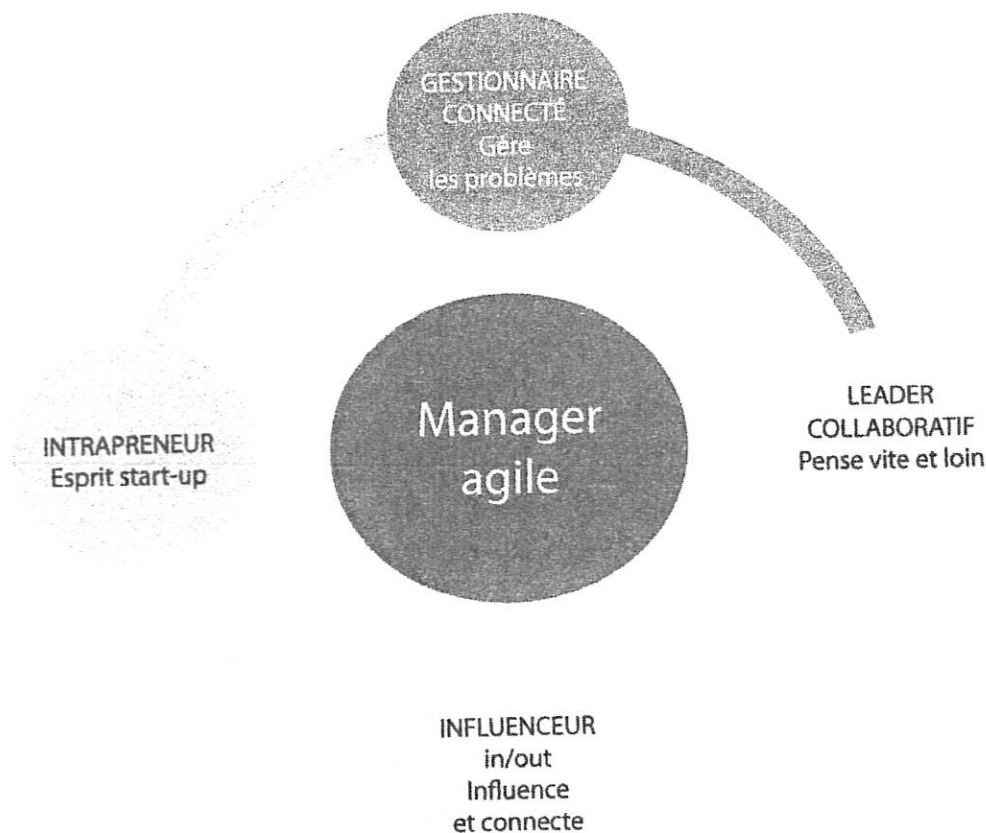 GESTIONNAIRE
CONNECTÉ
Gère
les problèmes
INTRAPRENEUR
Esprit start-up
Manager
agile
LEADER
COLLABORATIF
Pense vite et loin
INFLUENCEUR
in/out
Influence
et connecte